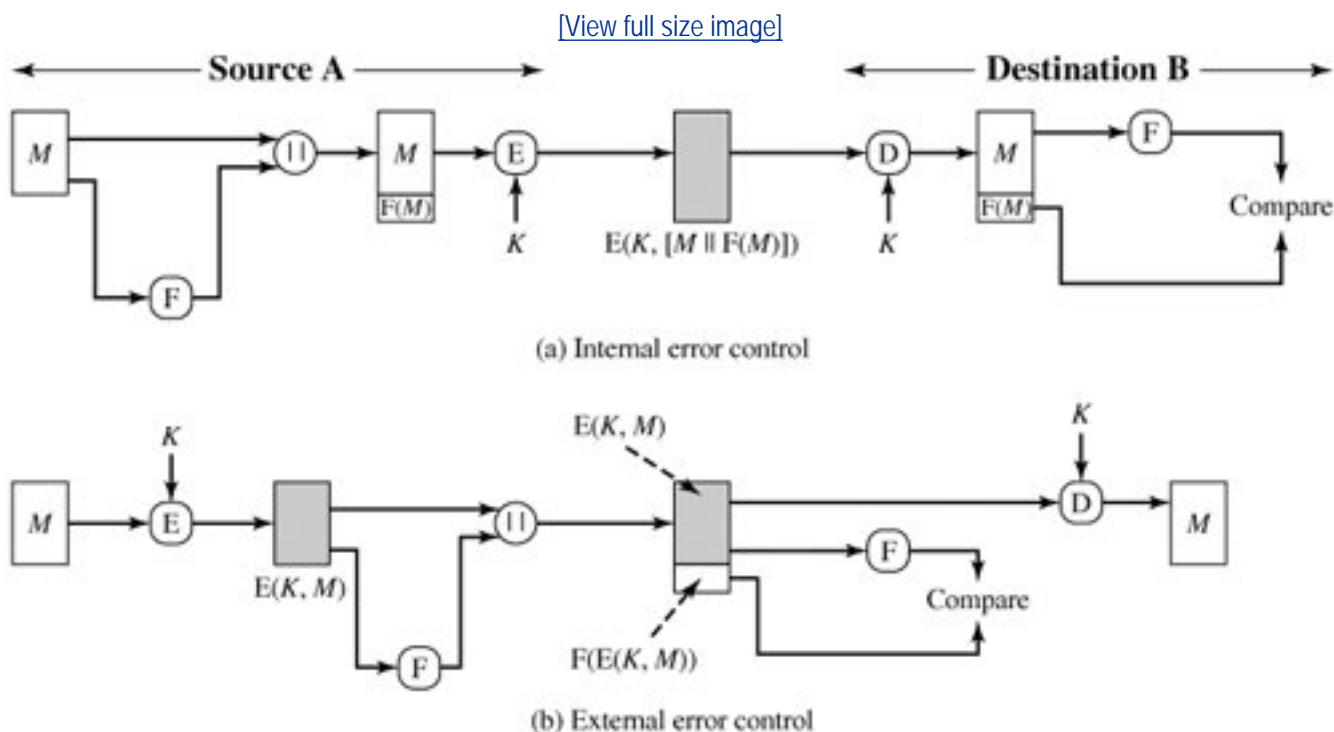 [View full size image]
Source A
Destination B
M
||
M
F(M)
E
K
F
E(K, [M || F(M)])
D
K
M
F(M)
F
Compare
(a) Internal error control
K
M
E
E(K, M)
||
F
E(K, M)
F(E(K, M))
F
Compare
K
D
M
(b) External error control